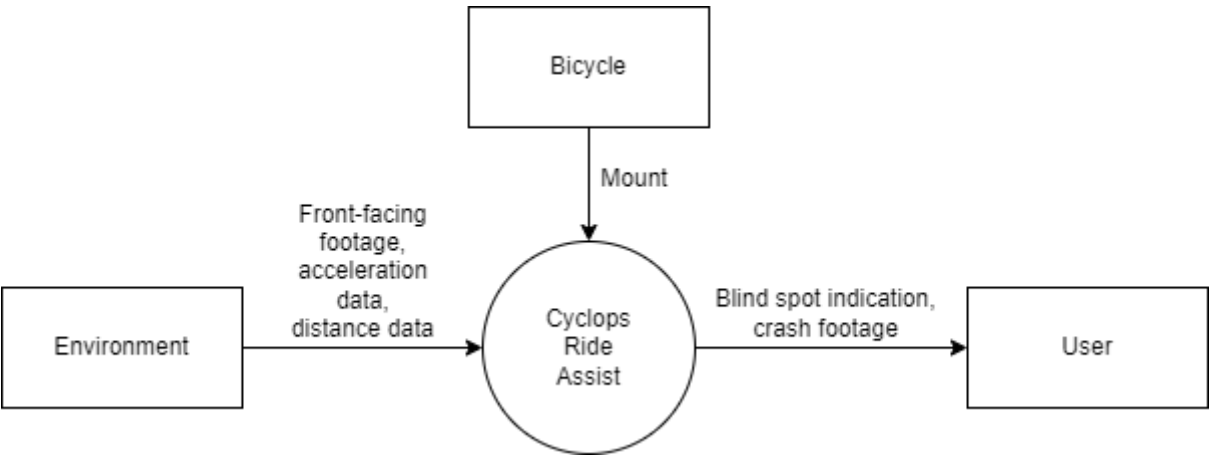 Bicycle
Mount
Front-facing
footage,
acceleration
data,
distance data
Environment
Cyclops
Ride
Assist
Blind spot indication,
crash footage
User